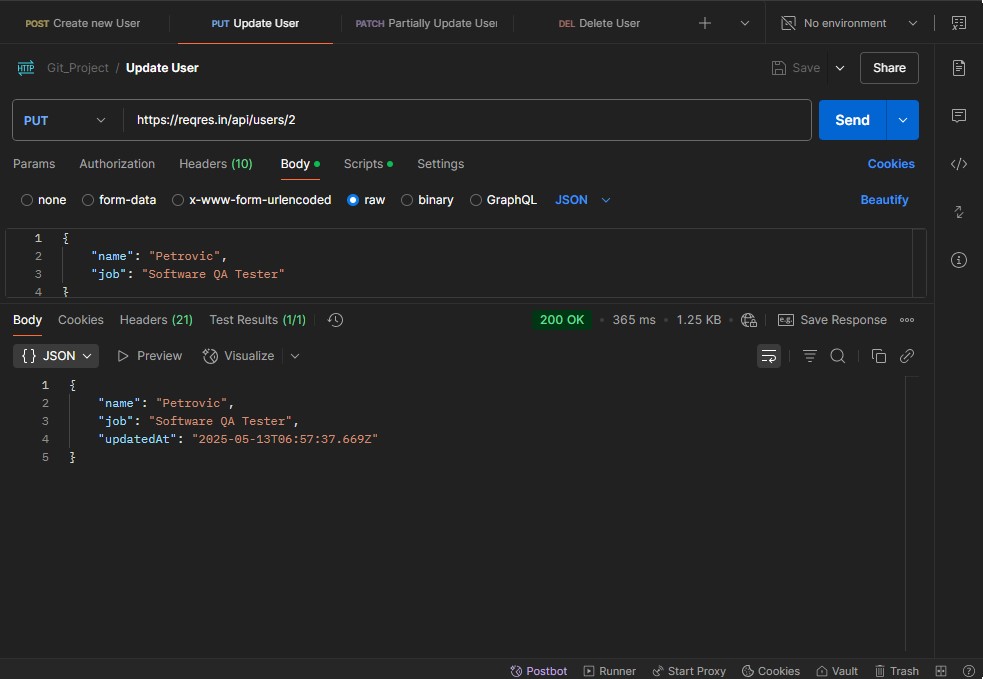 POST Create new User PUT Update User PATCH Partially Update User DEL Delete User No environment
HTTP Git_Project / Update User Save Share
PUT https://reqres.in/api/users/2 Send
Params Authorization Headers (10) Body Scripts Settings Cookies
none form-data x-www-form-urlencoded raw binary GraphQL JSON Beautify
1 {
2 "name": "Petrovic",
3 "job": "Software QA Tester"
4 }
Body Cookies Headers (21) Test Results (1/1) 200 OK 365 ms 1.25 KB e.g. Save Response
{} JSON Preview Visualize
1 {
2 "name": "Petrovic",
3 "job": "Software QA Tester",
4 "updatedAt": "2025-05-13T06:57:37.669Z"
5 }
Postbot Runner Start Proxy Cookies Vault Trash